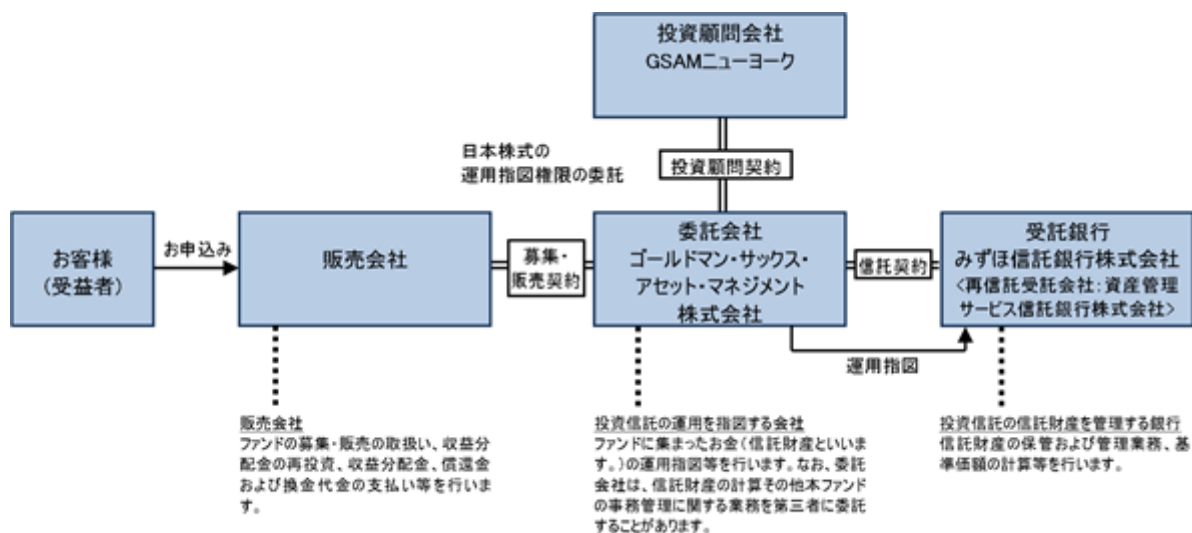 投資顧問会社
GSAMニューヨーク
日本株式の
運用指図権限の委託
投資顧問契約
お客様
(受益者)
お申込み
販売会社
募集・
販売契約
委託会社
ゴールドマン・サックス・
アセット・マネジメント
株式会社
信託契約
受託銀行
みずほ信託銀行株式会社
<再信託受託会社:資産管理
サービス信託銀行株式会社>
運用指図
販売会社
ファンドの募集・販売の取扱い、収益分
配金の再投資、収益分配金、償還金
および換金代金の支払い等を行いま
す。
投資信託の運用を指図する会社
ファンドに集まったお金(信託財産といいま
す。)の運用指図等を行います。なお、委託
会社は、信託財産の計算その他本ファンド
の事務管理に関する業務を第三者に委託
することがあります。
投資信託の信託財産を管理する銀行
信託財産の保管および管理業務、基
準価額の計算等を行います。